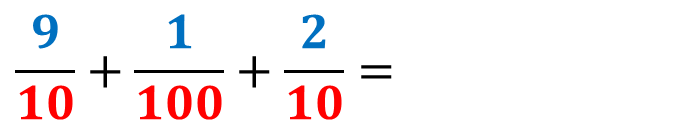 9/10 + 1/100 + 2/10 =